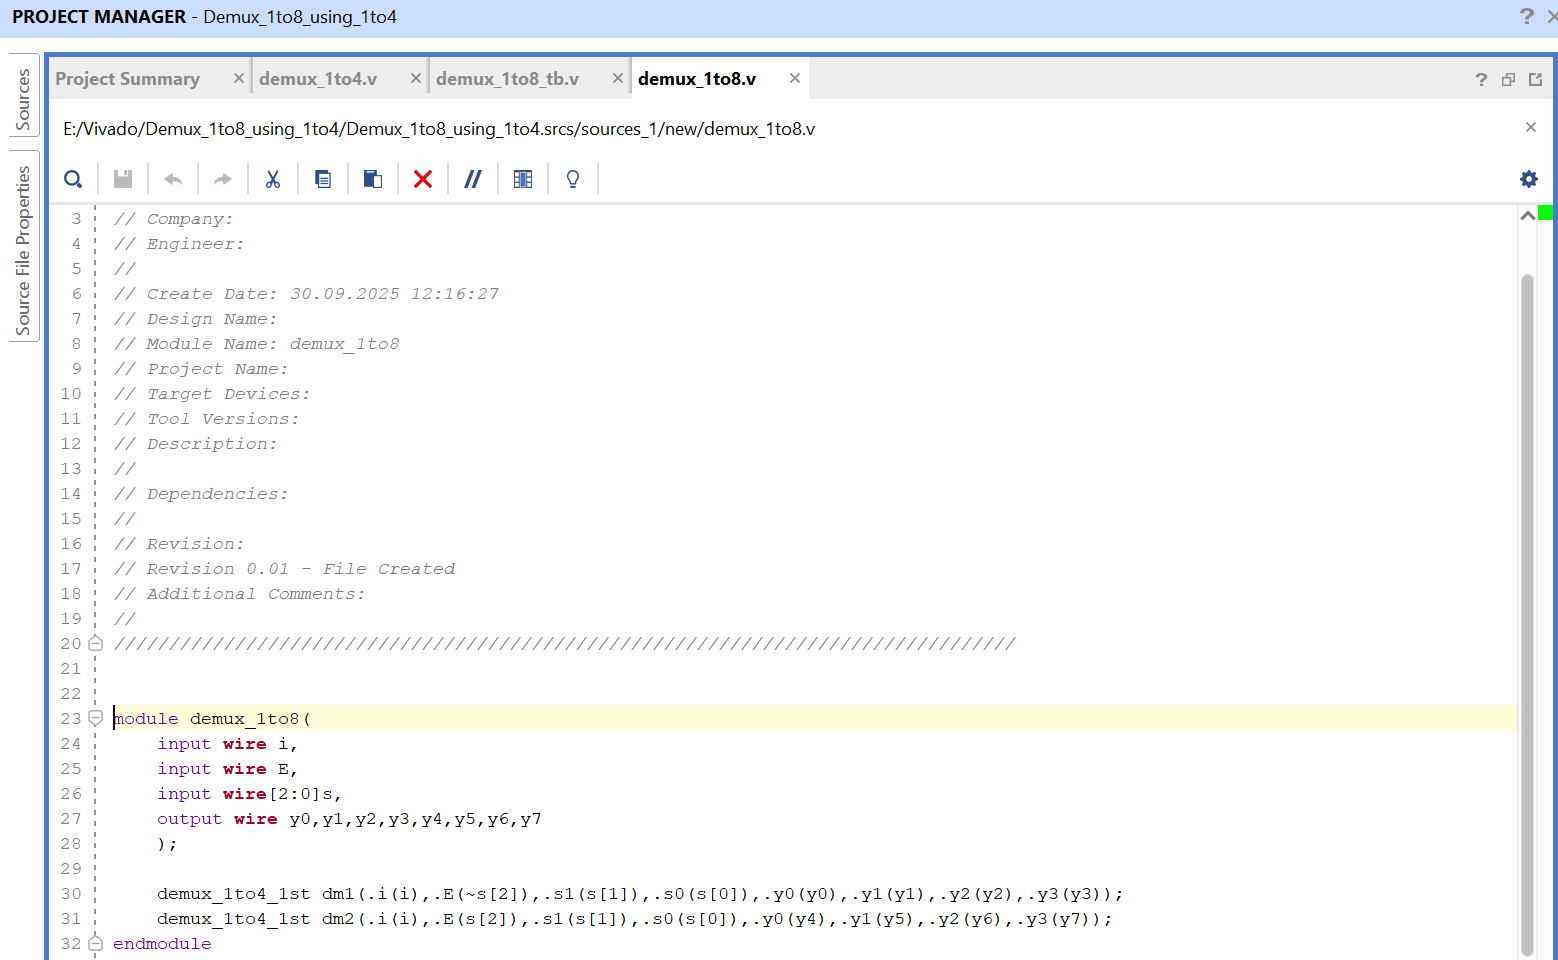 PROJECT MANAGER - Demux_1to8_using_1to4
Sources
Source File Properties
Project Summary
demux_1to4.v
demux_1to8_tb.v
demux_1to8.v
E:/Vivado/Demux_1to8_using_1to4/Demux_1to8_using_1to4.srcs/sources_1/new/demux_1to8.v
3 // Company:
4 // Engineer:
5 //
6 // Create Date: 30.09.2025 12:16:27
7 // Design Name:
8 // Module Name: demux_1to8
9 // Project Name:
10 // Target Devices:
11 // Tool Versions:
12 // Description:
13 //
14 // Dependencies:
15 //
16 // Revision:
17 // Revision 0.01 - File Created
18 // Additional Comments:
19 //
20 //////////////////////////////////////////////////////////////////////////////////
21
22
23 module demux_1to8(
24 input wire i,
25 input wire E,
26 input wire[2:0]s,
27 output wire y0,y1,y2,y3,y4,y5,y6,y7
28 );
29
30 demux_1to4_1st dm1(.i(i),.E(~s[2]),.s1(s[1]),.s0(s[0]),.y0(y0),.y1(y1),.y2(y2),.y3(y3));
31 demux_1to4_1st dm2(.i(i),.E(s[2]),.s1(s[1]),.s0(s[0]),.y0(y4),.y1(y5),.y2(y6),.y3(y7));
32 endmodule